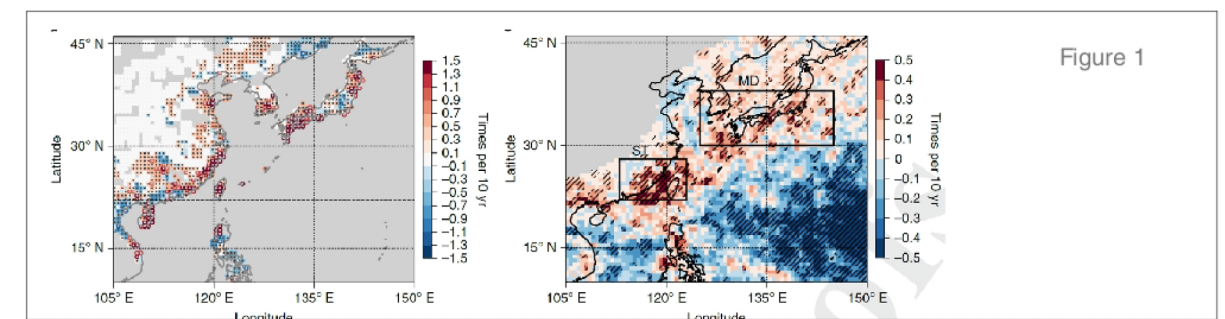 Figure 1
45° N
30° N
15° N
Latitude
105° E
120° E
135° E
150° E
Longitude
1.5
1.3
1.1
0.9
0.7
0.5
0.3
0.1
−0.1
−0.3
−0.5
−0.7
−0.9
−1.1
−1.3
−1.5
Times per 10 yr
45° N
30° N
15° N
Latitude
MD
ST
105° E
120° E
135° E
150° E
Longitude
0.5
0.4
0.3
0.2
0.1
0
−0.1
−0.2
−0.3
−0.4
−0.5
Times per 10 yr